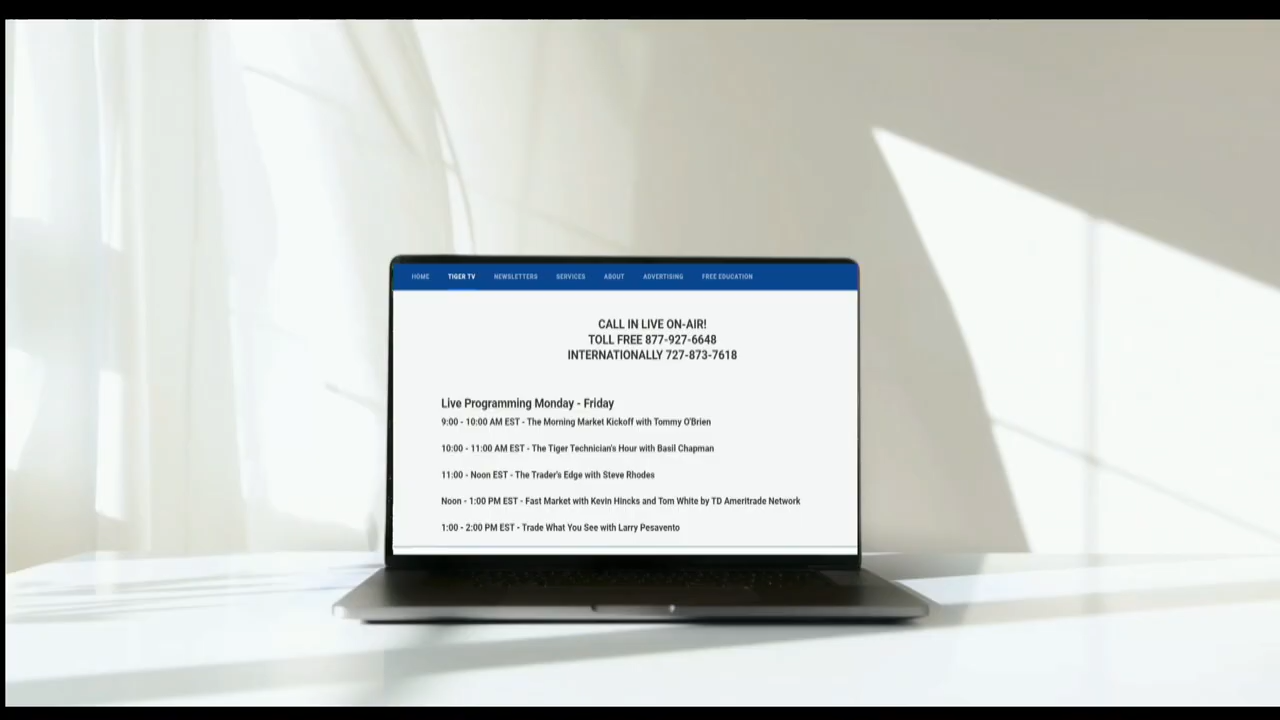 HOME TIGER TV NEWSLETTERS SERVICES ABOUT ADVERTISING FREE EDUCATION
CALL IN LIVE ON-AIR!
TOLL FREE 877-927-6648
INTERNATIONALLY 727-873-7618
Live Programming Monday - Friday
9:00 - 10:00 AM EST - The Morning Market Kickoff with Tommy O'Brien
10:00 - 11:00 AM EST - The Tiger Technician's Hour with Basil Chapman
11:00 - Noon EST - The Trader's Edge with Steve Rhodes
Noon - 1:00 PM EST - Fast Market with Kevin Hincks and Tom White by TD Ameritrade Network
1:00 - 2:00 PM EST - Trade What You See with Larry Pesavento